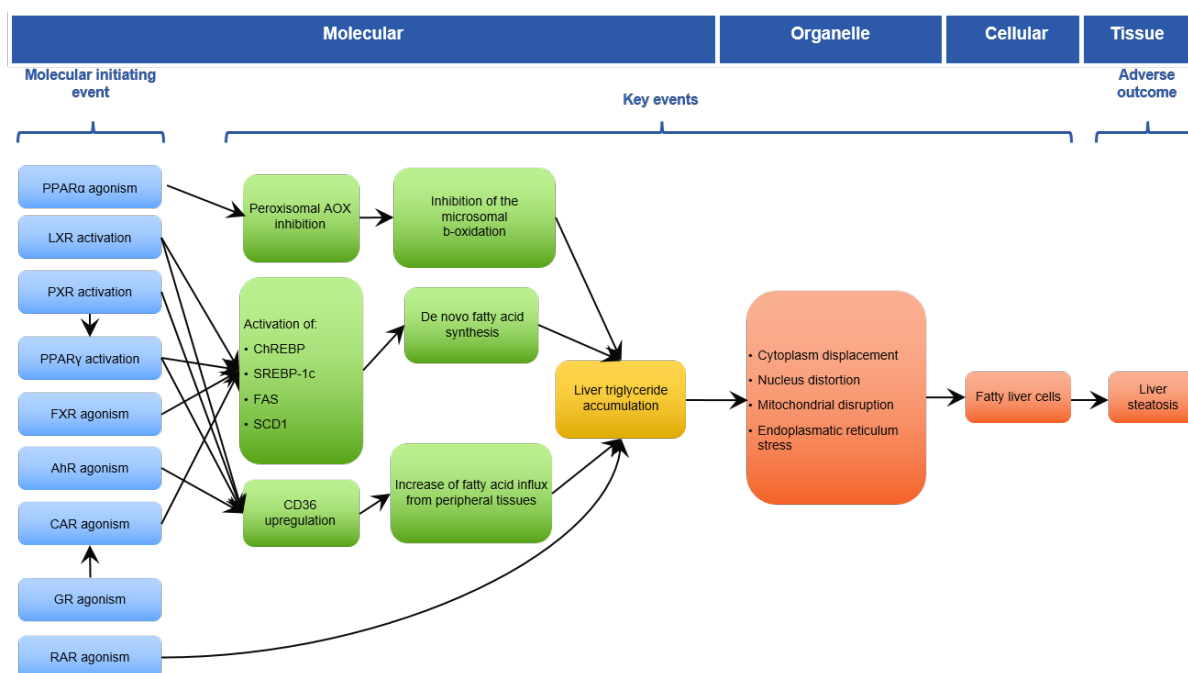 Molecular
Organelle
Cellular
Tissue
Molecular initiating
event
Key events
Adverse
outcome
PPARα agonism
LXR activation
PXR activation
PPARγ activation
FXR agonism
AhR agonism
CAR agonism
GR agonism
RAR agonism
Peroxisomal AOX
inhibition
Inhibition of the
microsomal
b-oxidation
Activation of:
• ChREBP
• SREBP-1c
• FAS
• SCD1
De novo fatty acid
synthesis
CD36
upregulation
Increase of fatty acid influx
from peripheral tissues
Liver triglyceride
accumulation
• Cytoplasm displacement
• Nucleus distortion
• Mitochondrial disruption
• Endoplasmatic reticulum
stress
Fatty liver cells
Liver
steatosis